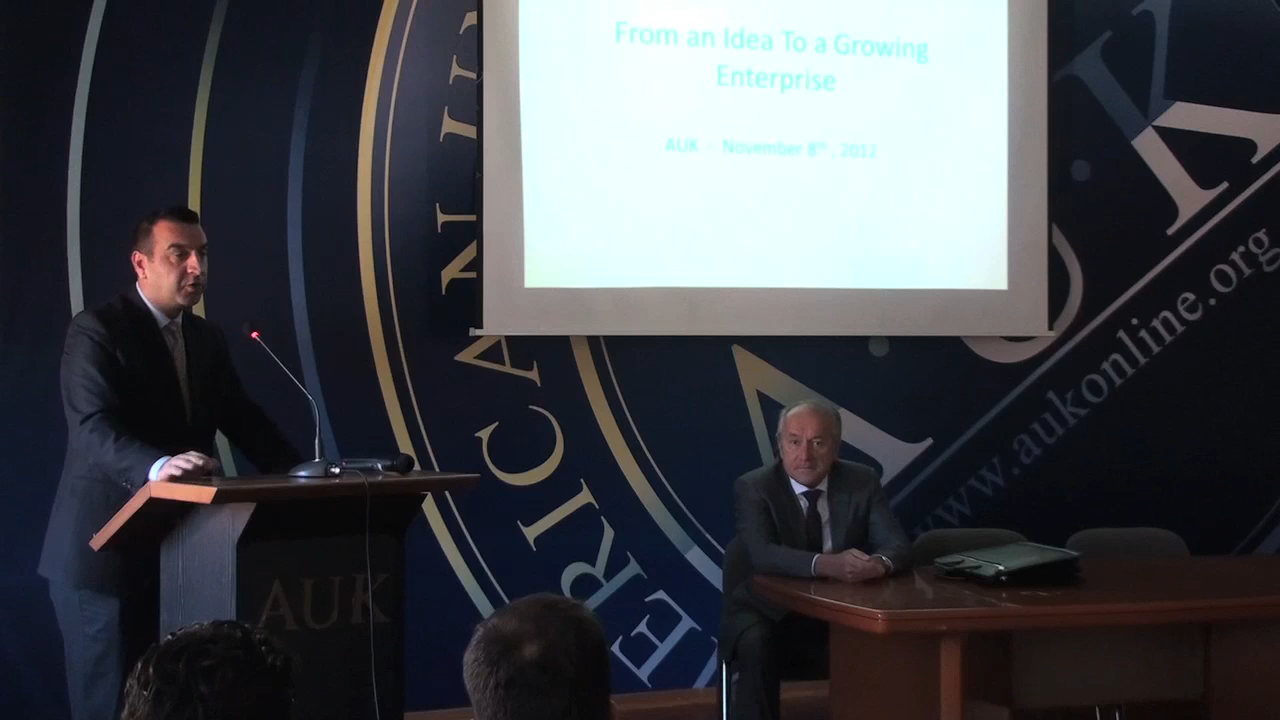 From an Idea To a Growing
Enterprise
AUK - November 8th, 2012
A.U.K
www.aukonline.org
AUK